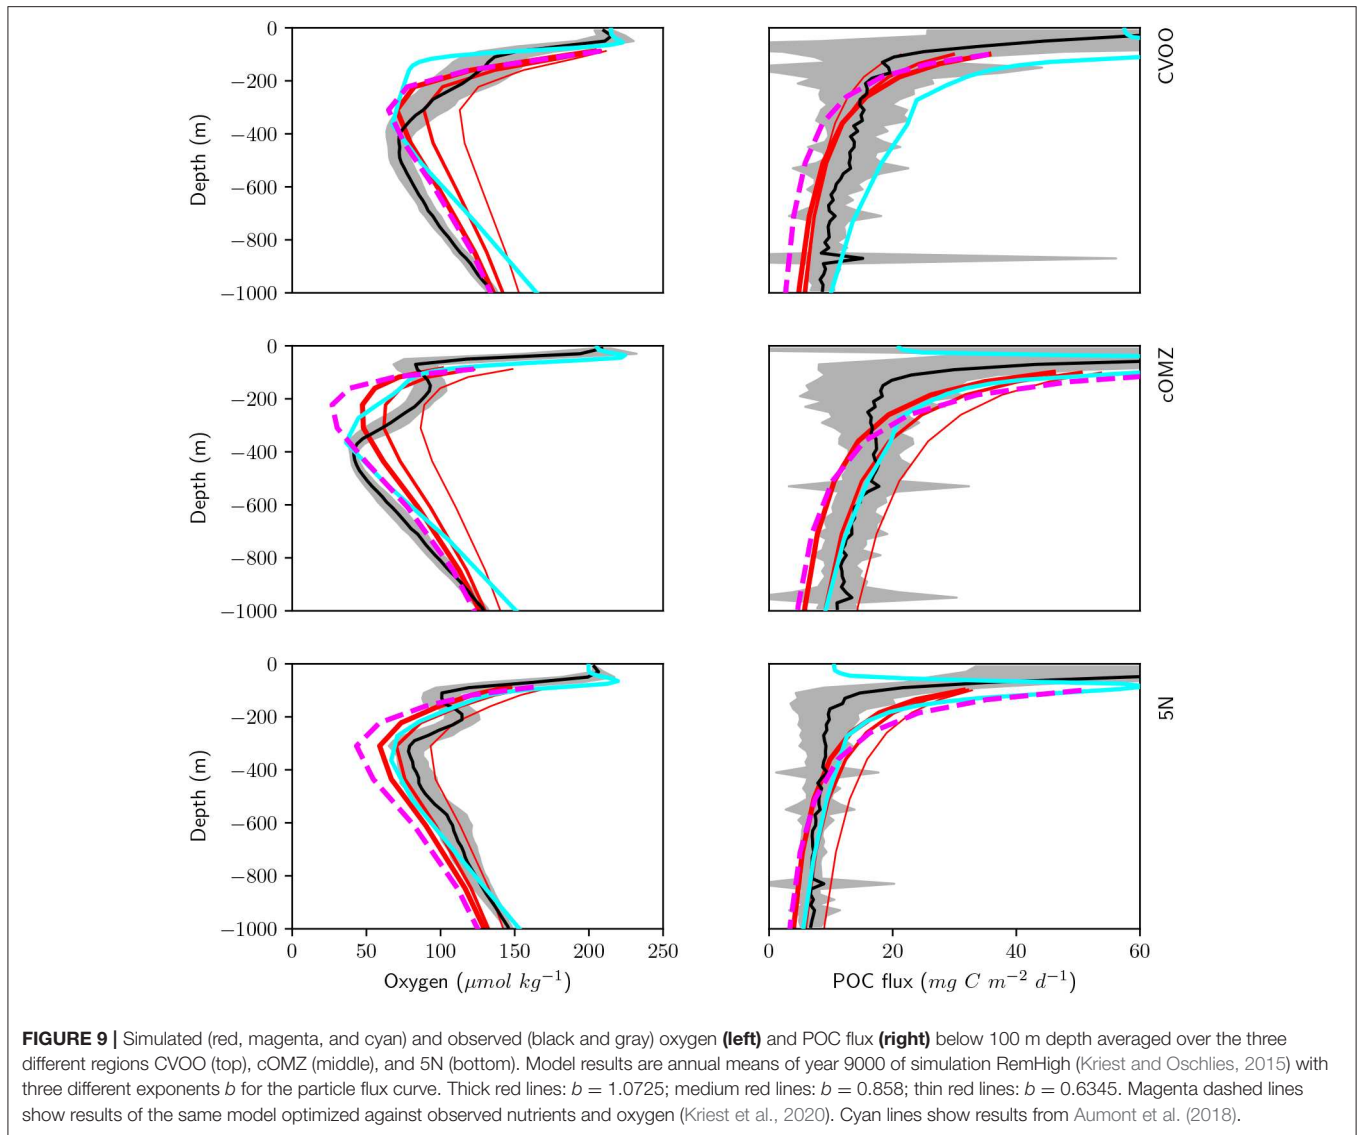 0
−200
−400
−600
−800
−1000
Depth (m)
CVOO
0
−200
−400
−600
−800
−1000
Depth (m)
cOMZ
0
−200
−400
−600
−800
−1000
Depth (m)
5N
0 50 100 150 200 250
Oxygen (μmol kg⁻¹)
0 20 40 60
POC flux (mg C m⁻² d⁻¹)
FIGURE 9 | Simulated (red, magenta, and cyan) and observed (black and gray) oxygen (left) and POC flux (right) below 100 m depth averaged over the three
different regions CVOO (top), cOMZ (middle), and 5N (bottom). Model results are annual means of year 9000 of simulation RemHigh (Kriest and Oschlies, 2015) with
three different exponents b for the particle flux curve. Thick red lines: b = 1.0725; medium red lines: b = 0.858; thin red lines: b = 0.6345. Magenta dashed lines
show results of the same model optimized against observed nutrients and oxygen (Kriest et al., 2020). Cyan lines show results from Aumont et al. (2018).